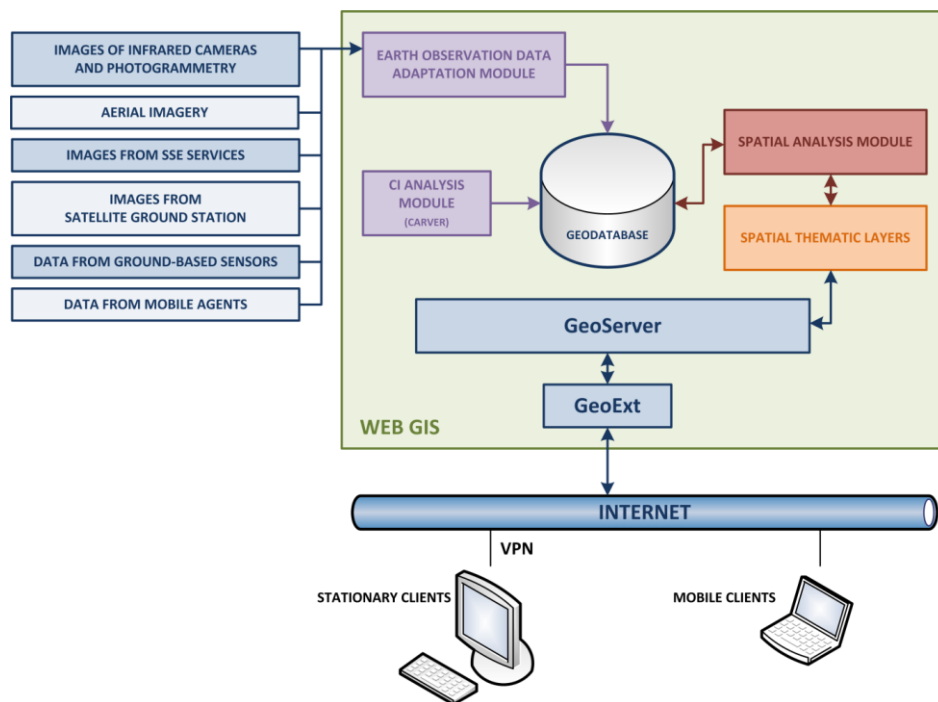 IMAGES OF INFRARED CAMERAS
AND PHOTOGRAMMETRY
AERIAL IMAGERY
IMAGES FROM SSE SERVICES
IMAGES FROM
SATELLITE GROUND STATION
DATA FROM GROUND-BASED SENSORS
DATA FROM MOBILE AGENTS
EARTH OBSERVATION DATA
ADAPTATION MODULE
CI ANALYSIS
MODULE
(CARVER)
GEODATABASE
SPATIAL ANALYSIS MODULE
SPATIAL THEMATIC LAYERS
GeoServer
GeoExt
WEB GIS
INTERNET
VPN
STATIONARY CLIENTS
MOBILE CLIENTS